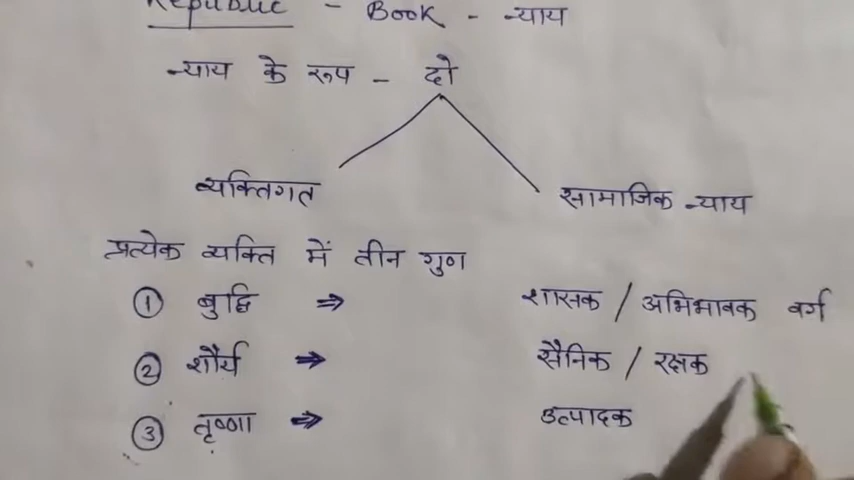 Republic - Book - न्याय
न्याय के रूप - दो
व्यक्तिगत सामाजिक न्याय
प्रत्येक व्यक्ति में तीन गुण
① बुद्धि ⇒ शासक / अभिभावक वर्ग
② शौर्य ⇒ सैनिक / रक्षक
③ तृष्णा ⇒ उत्पादक